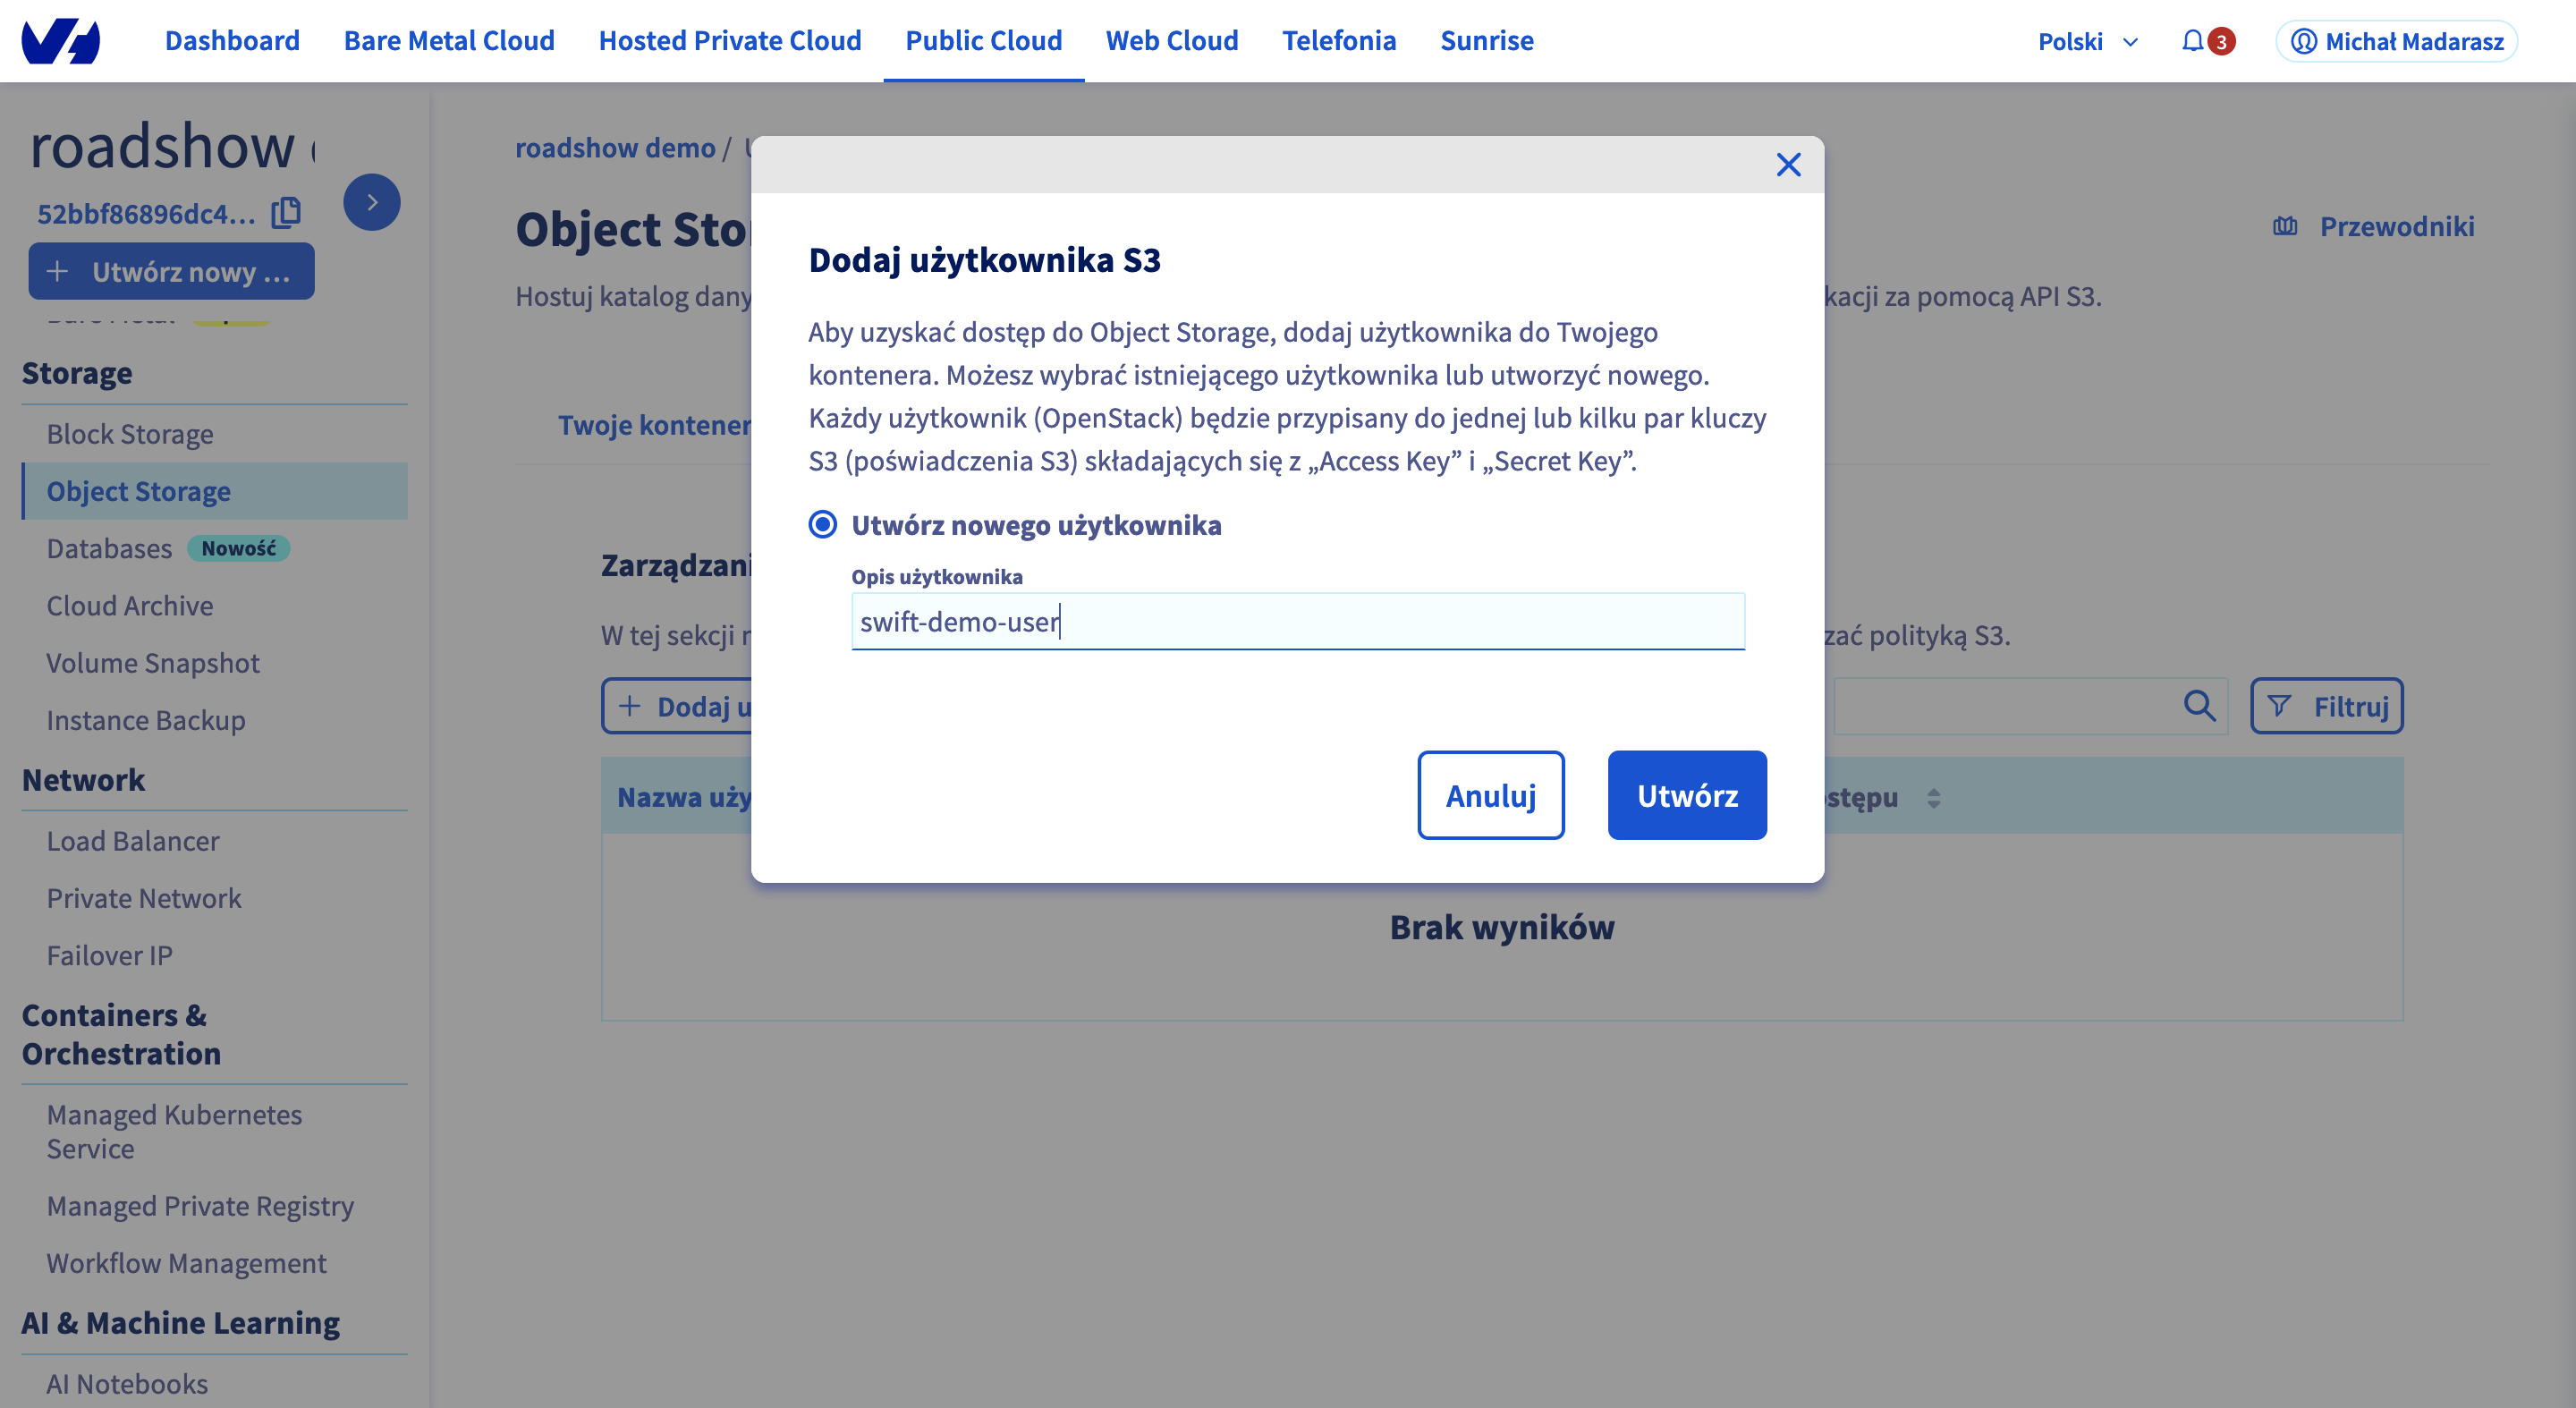 Dashboard
Bare Metal Cloud
Hosted Private Cloud
Public Cloud
Web Cloud
Telefonia
Sunrise
Polski
3
Michał Madarasz
roadshow
52bbf86896dc4...
Utwórz nowy ...
Storage
Block Storage
Object Storage
Databases Nowość
Cloud Archive
Volume Snapshot
Instance Backup
Network
Load Balancer
Private Network
Failover IP
Containers &
Orchestration
Managed Kubernetes
Service
Managed Private Registry
Workflow Management
AI & Machine Learning
AI Notebooks
roadshow demo /
Object Stor
Przewodniki
Hostuj katalog dany
kacji za pomocą API S3.
Twoje kontener
Zarządzani
W tej sekcji
zać polityką S3.
Dodaj u
Filtruj
Nazwa uży
stępu
Brak wyników
Dodaj użytkownika S3
Aby uzyskać dostęp do Object Storage, dodaj użytkownika do Twojego
kontenera. Możesz wybrać istniejącego użytkownika lub utworzyć nowego.
Każdy użytkownik (OpenStack) będzie przypisany do jednej lub kilku par kluczy
S3 (poświadczenia S3) składających się z „Access Key” i „Secret Key”.
Utwórz nowego użytkownika
Opis użytkownika
swift-demo-user
Anuluj
Utwórz